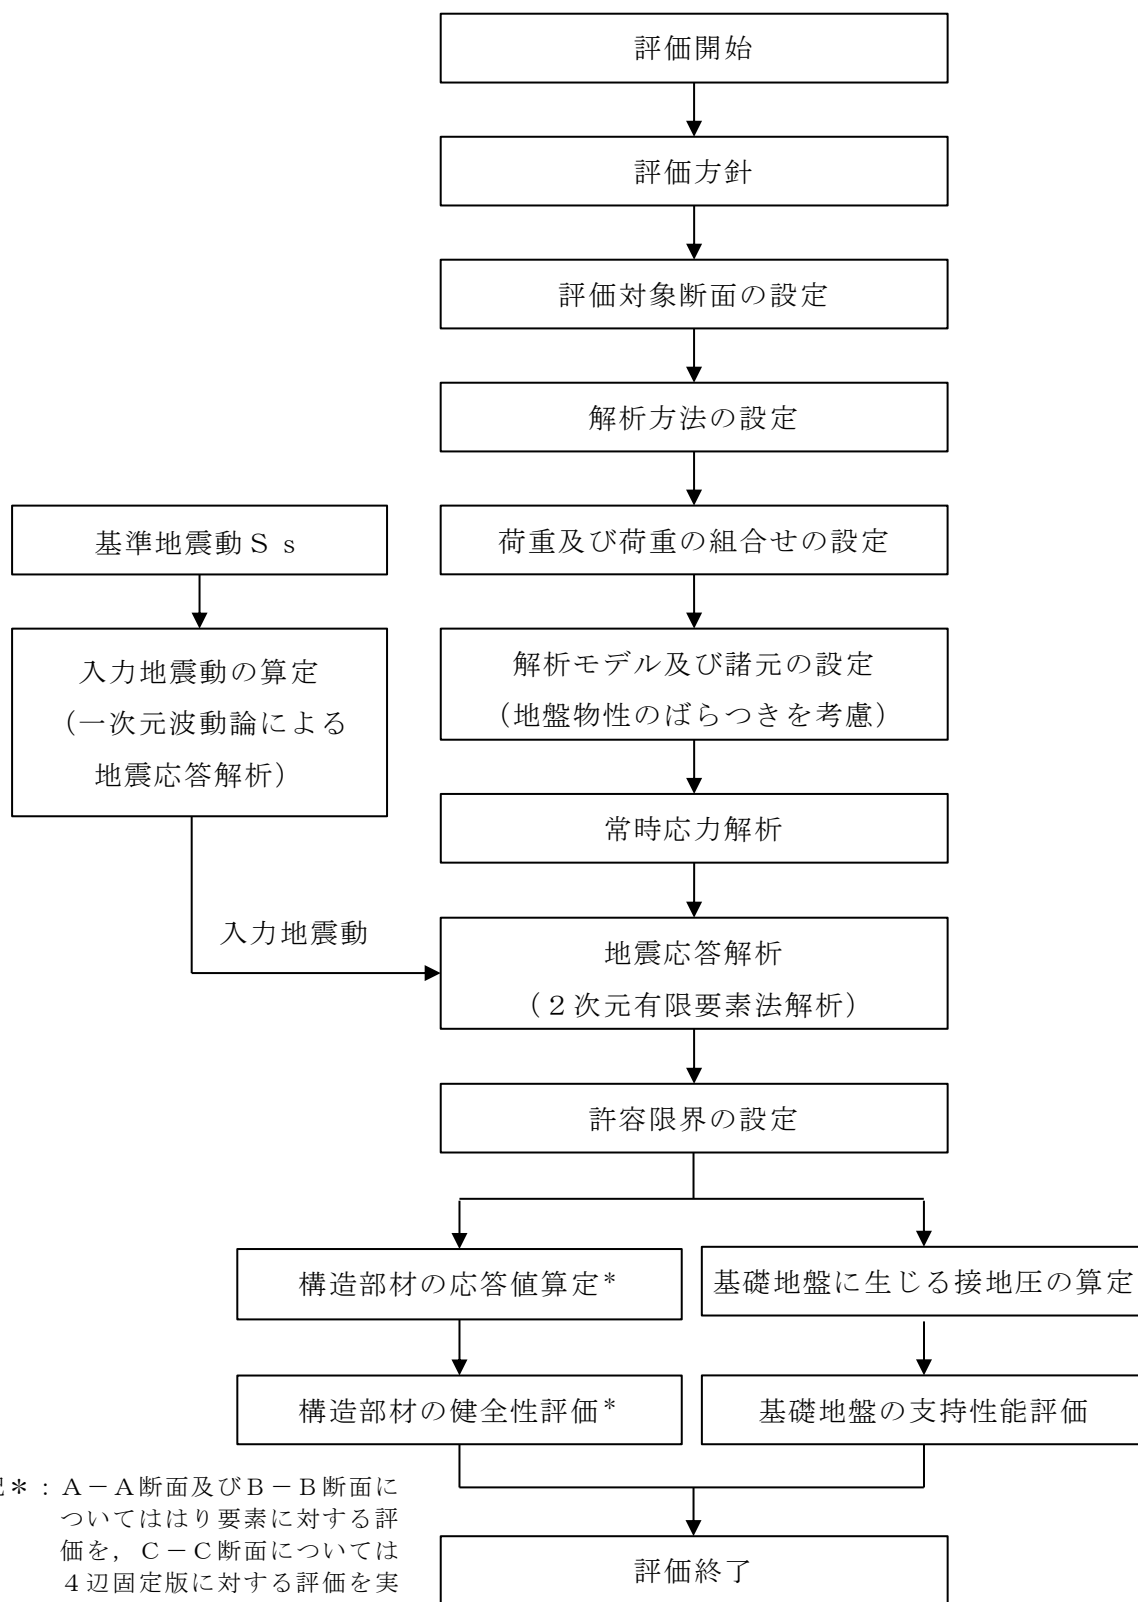 評価開始
評価方針
評価対象断面の設定
解析方法の設定
荷重及び荷重の組合せの設定
基準地震動Ｓｓ
解析モデル及び諸元の設定
（地盤物性のばらつきを考慮）
入力地震動の算定
（一次元波動論による
地震応答解析）
常時応力解析
入力地震動
地震応答解析
（２次元有限要素法解析）
許容限界の設定
構造部材の応答値算定*
基礎地盤に生じる接地圧の算定
構造部材の健全性評価*
基礎地盤の支持性能評価
記＊：Ａ－Ａ断面及びＢ－Ｂ断面に
ついてははり要素に対する評
価を，Ｃ－Ｃ断面については
４辺固定版に対する評価を実
評価終了